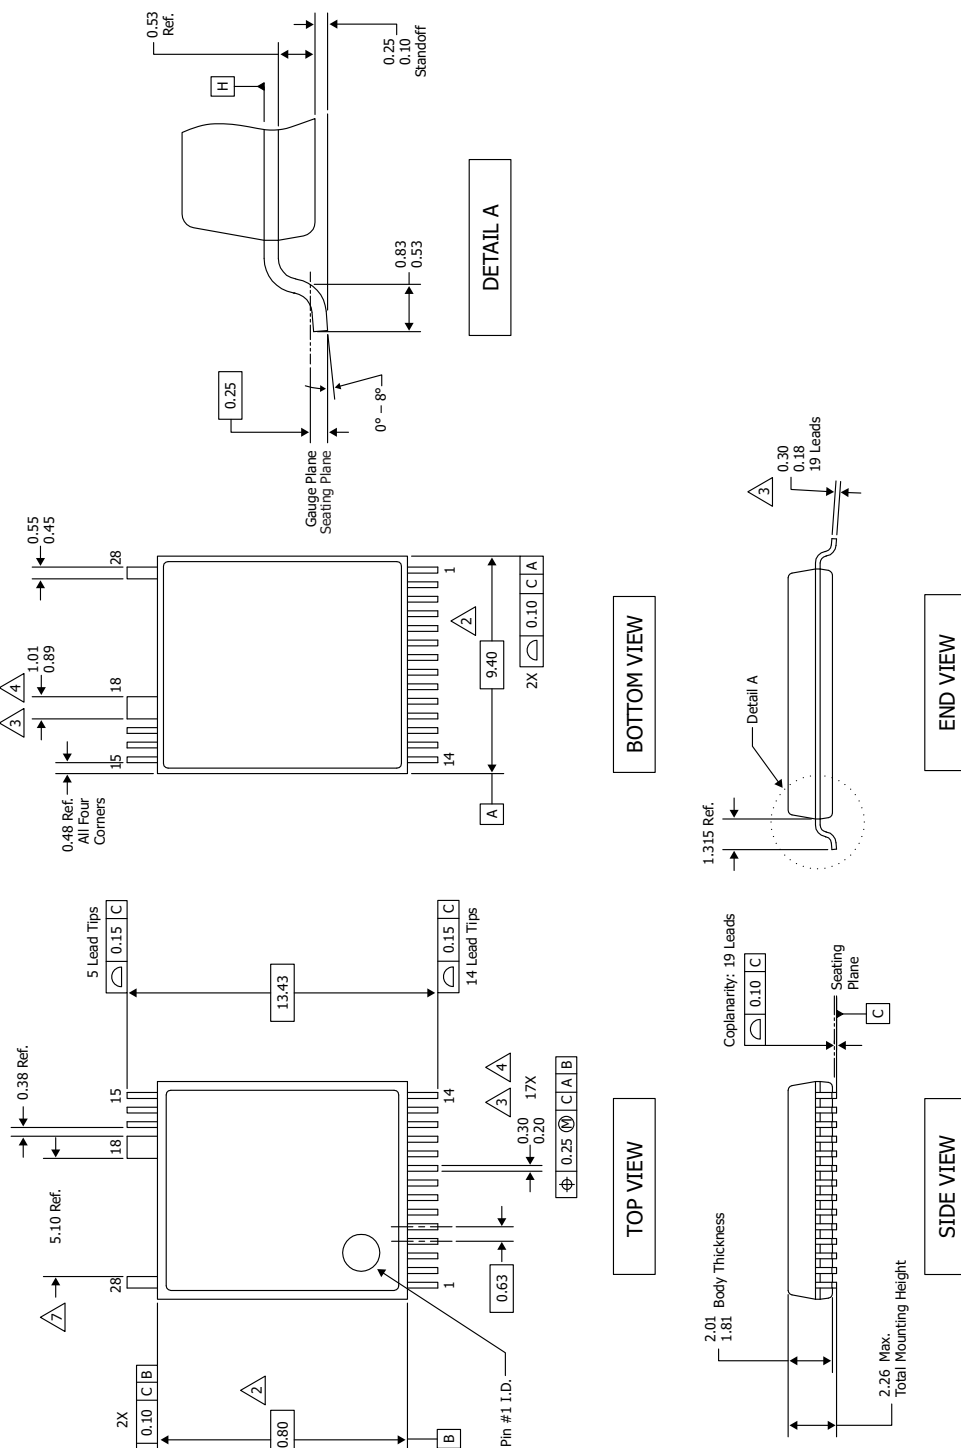 2X
0.10 C B
2
0.80
B
Pin #1 I.D.
7
28
5.10 Ref.
18
0.38 Ref.
15
1
14
0.63
0.30
0.20
17X
3
4
0.25 Ⓜ C A B
5 Lead Tips
0.15 C
13.43
0.15 C
14 Lead Tips
TOP VIEW
0.48 Ref.
All Four
Corners
3
4
1.01
0.89
0.55
0.45
15
18
28
14
1
A
9.40
2
2X
0.10 C A
BOTTOM VIEW
0.53
Ref.
H
0.25
Gauge Plane
Seating Plane
0° – 8°
0.83
0.53
0.25
0.10
Standoff
DETAIL A
2.01
1.81
Body Thickness
2.26 Max.
Total Mounting Height
Coplanarity: 19 Leads
0.10 C
Seating
Plane
C
SIDE VIEW
1.315 Ref.
Detail A
3
0.30
0.18
19 Leads
END VIEW